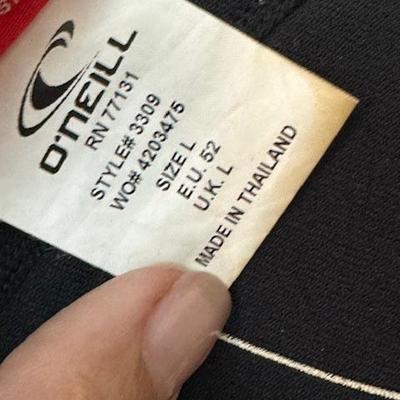 O'NEILL
RN 77131
STYLE# 3309
WO# 4203475
SIZE L
E.U. 52
U.K. L
MADE IN THAILAND